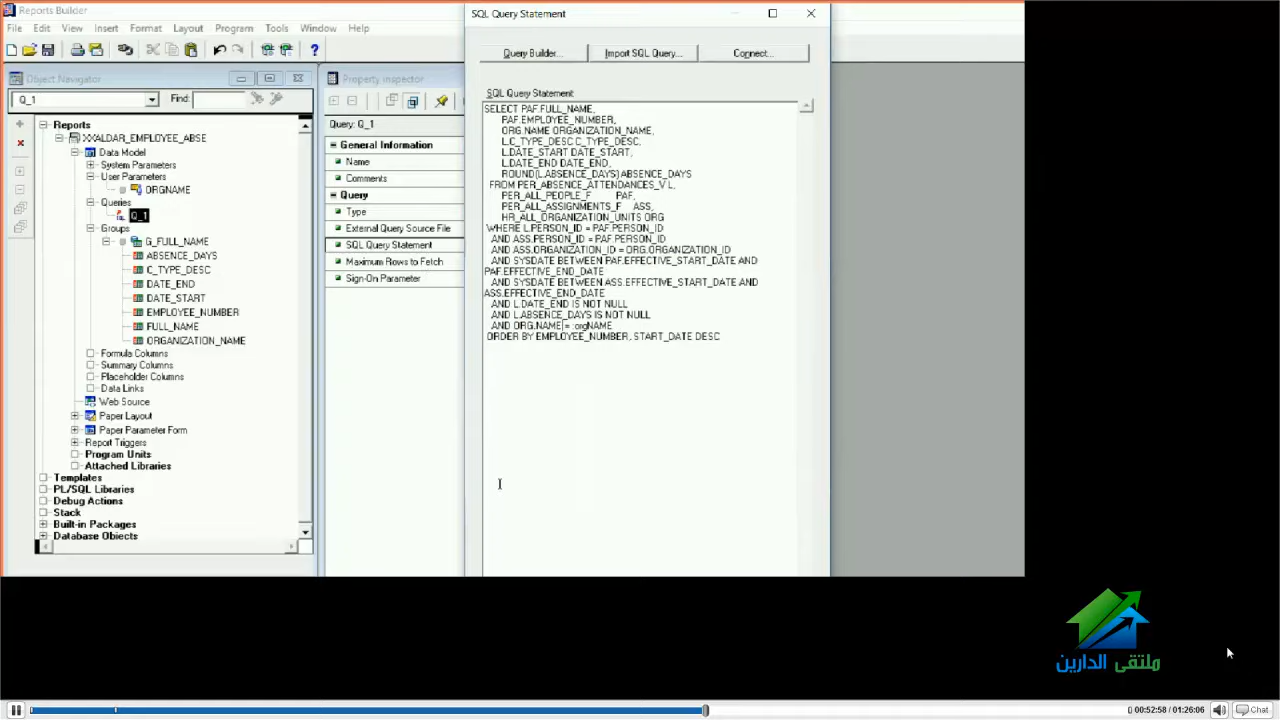 Reports Builder
File Edit View Insert Format Layout Program Tools Window Help
Object Navigator
Q_1
Find:
Reports
XXALDAR_EMPLOYEE_ABSE
Data Model
System Parameters
User Parameters
ORGNAME
Queries
Q_1
Groups
G_FULL_NAME
ABSENCE_DAYS
C_TYPE_DESC
DATE_END
DATE_START
EMPLOYEE_NUMBER
FULL_NAME
ORGANIZATION_NAME
Formula Columns
Summary Columns
Placeholder Columns
Data Links
Web Source
Paper Layout
Paper Parameter Form
Report Triggers
Program Units
Attached Libraries
Templates
PL/SQL Libraries
Debug Actions
Stack
Built-in Packages
Database Objects
Property Inspector
Query: Q_1
General Information
Name
Comments
Query
Type
External Query Source File
SQL Query Statement
Maximum Rows to Fetch
Sign-On Parameter
SQL Query Statement
Query Builder... Import SQL Query... Connect...
SQL Query Statement
SELECT PAF.FULL_NAME,
PAF.EMPLOYEE_NUMBER,
ORG.NAME ORGANIZATION_NAME,
L.C_TYPE_DESC C_TYPE_DESC,
L.DATE_START DATE_START,
L.DATE_END DATE_END,
ROUND(L.ABSENCE_DAYS) ABSENCE_DAYS
FROM PER_ABSENCE_ATTENDANCES_V L,
PER_ALL_PEOPLE_F PAF,
PER_ALL_ASSIGNMENTS_F ASS,
HR_ALL_ORGANIZATION_UNITS ORG
WHERE L.PERSON_ID = PAF.PERSON_ID
AND ASS.PERSON_ID = PAF.PERSON_ID
AND ASS.ORGANIZATION_ID = ORG.ORGANIZATION_ID
AND SYSDATE BETWEEN PAF.EFFECTIVE_START_DATE AND
PAF.EFFECTIVE_END_DATE
AND SYSDATE BETWEEN ASS.EFFECTIVE_START_DATE AND
ASS.EFFECTIVE_END_DATE
AND L.DATE_END IS NOT NULL
AND L.ABSENCE_DAYS IS NOT NULL
AND ORG.NAME = :orgNAME
ORDER BY EMPLOYEE_NUMBER, START_DATE DESC
ملتقى الدارين
00:52:58 / 01:26:06
Chat